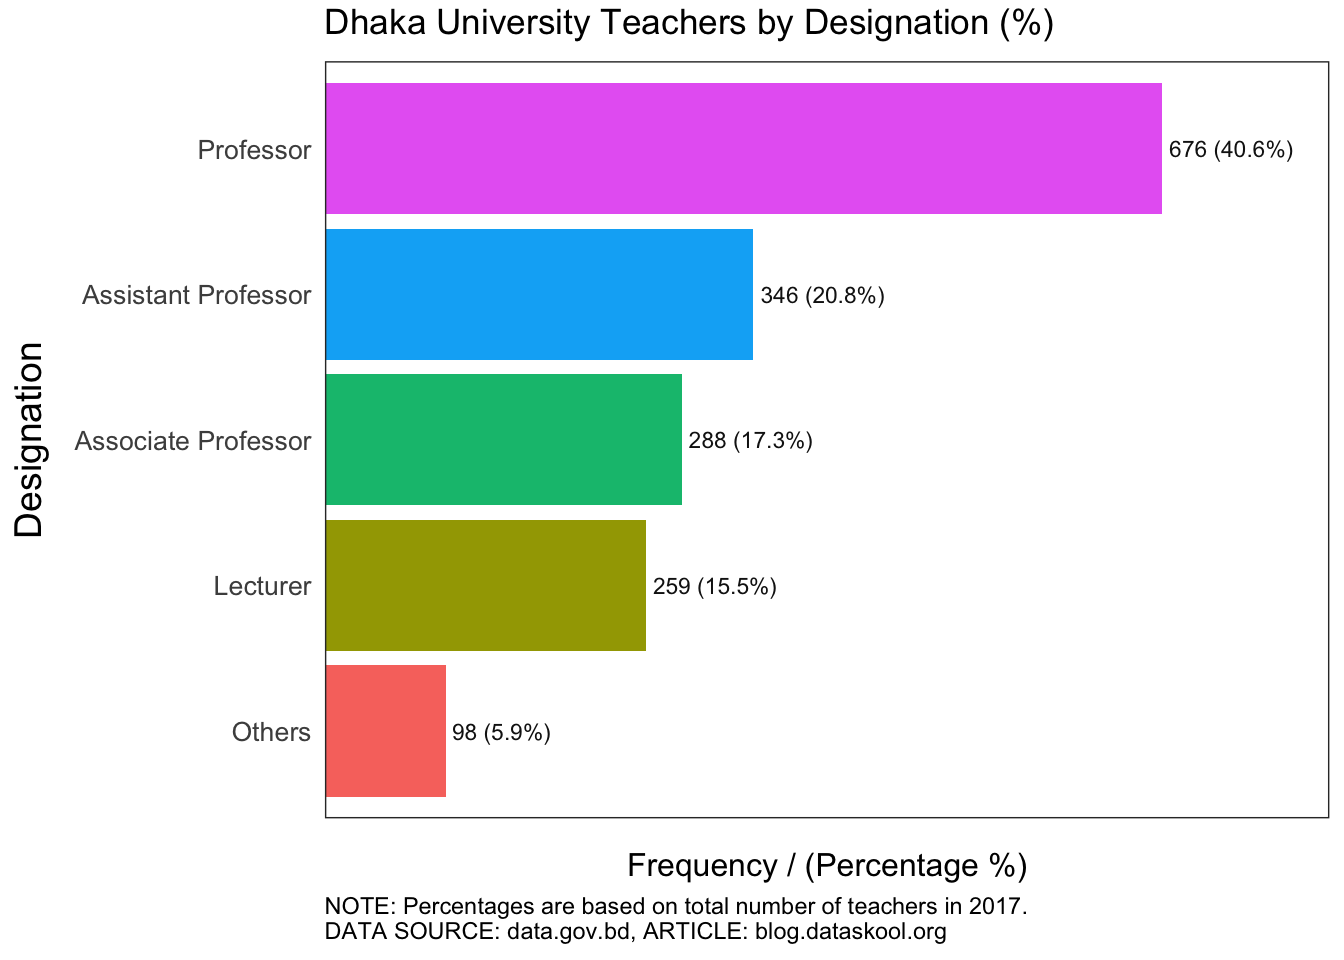 Dhaka University Teachers by Designation (%)
Professor
676 (40.6%)
Assistant Professor
346 (20.8%)
Associate Professor
288 (17.3%)
Lecturer
259 (15.5%)
Others
98 (5.9%)
Designation
Frequency / (Percentage %)
NOTE: Percentages are based on total number of teachers in 2017.
DATA SOURCE: data.gov.bd, ARTICLE: blog.dataskool.org